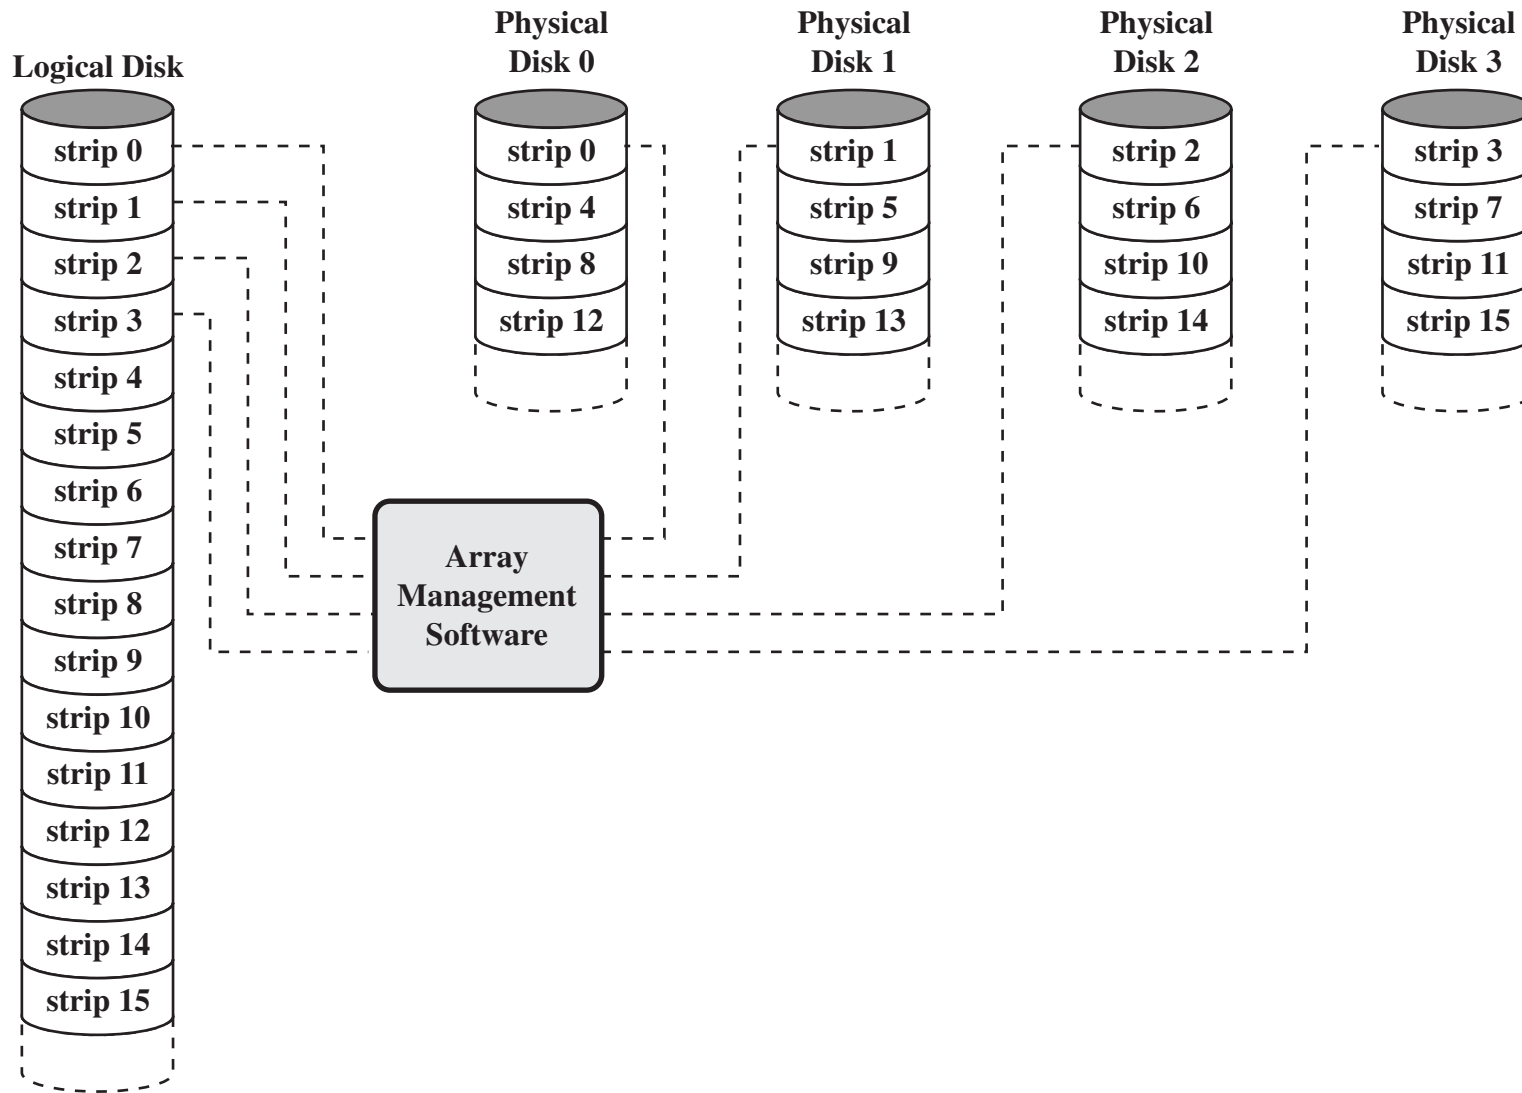 Logical Disk
strip 0
strip 1
strip 2
strip 3
strip 4
strip 5
strip 6
strip 7
strip 8
strip 9
strip 10
strip 11
strip 12
strip 13
strip 14
strip 15
Physical
Disk 0
strip 0
strip 4
strip 8
strip 12
Physical
Disk 1
strip 1
strip 5
strip 9
strip 13
Physical
Disk 2
strip 2
strip 6
strip 10
strip 14
Physical
Disk 3
strip 3
strip 7
strip 11
strip 15
Array
Management
Software